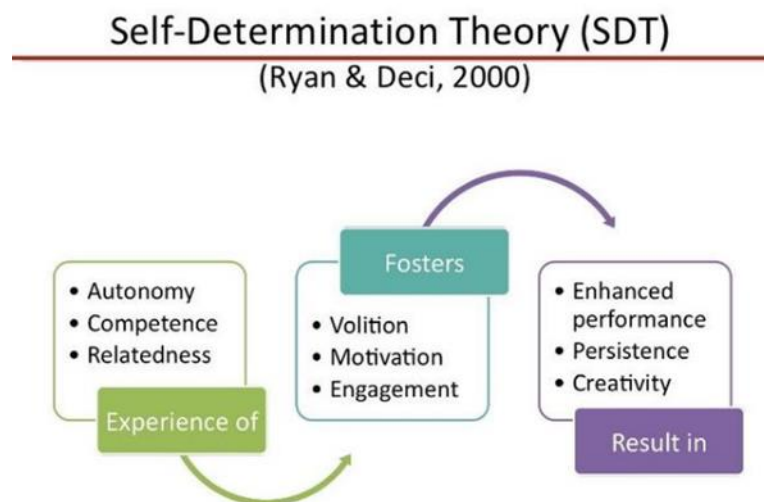 Self-Determination Theory (SDT)
(Ryan & Deci, 2000)
• Autonomy
• Competence
• Relatedness
Experience of
Fosters
• Volition
• Motivation
• Engagement
• Enhanced
performance
• Persistence
• Creativity
Result in